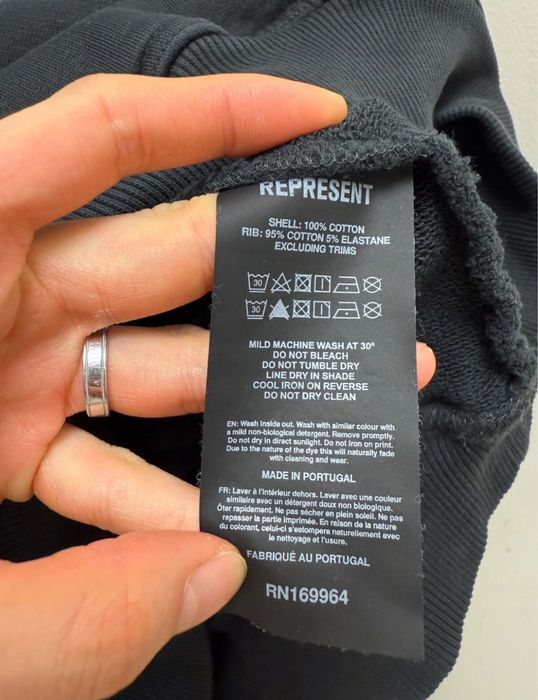 REPRESENT
SHELL: 100% COTTON
RIB: 95% COTTON 5% ELASTANE
EXCLUDING TRIMS
30
30
MILD MACHINE WASH AT 30°
DO NOT BLEACH
DO NOT TUMBLE DRY
LINE DRY IN SHADE
COOL IRON ON REVERSE
DO NOT DRY CLEAN
EN: Wash inside out. Wash with similar colour with
a mild non-biological detergent. Remove promptly.
Do not dry in direct sunlight. Do not iron on print.
Due to the nature of the dye this will naturally fade
with cleaning and wear.
MADE IN PORTUGAL
FR: Laver à l'intérieur dehors. Laver avec une couleur
similaire avec un détergent doux non biologique.
Ôter rapidement. Ne pas sécher en plein soleil. Ne pas
repasser la partie imprimée. En raison de la nature
du colorant, celui-ci s'estompera naturellement avec
le nettoyage et l'usure.
FABRIQUÉ AU PORTUGAL
RN169964